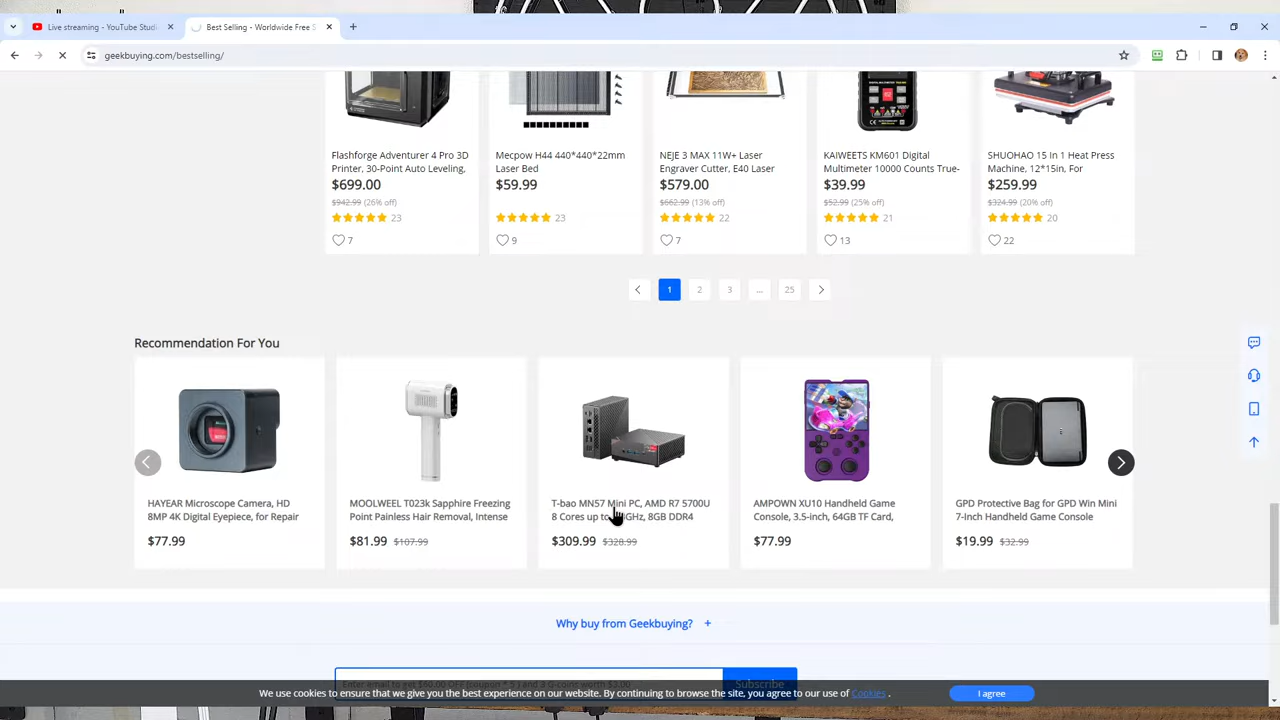 Live streaming - YouTube Studi
Best Selling - Worldwide Free S
geekbuying.com/bestselling/
Flashforge Adventurer 4 Pro 3D
Printer, 30-Point Auto Leveling,
$699.00
$942.99 (26% off)
23
7
Mecpow H44 440*440*22mm
Laser Bed
$59.99
23
9
NEJE 3 MAX 11W+ Laser
Engraver Cutter, E40 Laser
$579.00
$662.99 (13% off)
22
7
KAIWEETS KM601 Digital
Multimeter 10000 Counts True-
$39.99
$52.99 (25% off)
21
13
SHUOHAO 15 In 1 Heat Press
Machine, 12*15in, For
$259.99
$324.99 (20% off)
20
22
1 2 3 ... 25
Recommendation For You
HAYEAR Microscope Camera, HD
8MP 4K Digital Eyepiece, for Repair
$77.99
MOOLWEEL T023k Sapphire Freezing
Point Painless Hair Removal, Intense
$81.99 $107.99
T-bao MN57 Mini PC, AMD R7 5700U
8 Cores up to GHz, 8GB DDR4
$309.99 $328.99
AMPOWN XU10 Handheld Game
Console, 3.5-inch, 64GB TF Card,
$77.99
GPD Protective Bag for GPD Win Mini
7-Inch Handheld Game Console
$19.99 $32.99
Why buy from Geekbuying? +
Subscribe
We use cookies to ensure that we give you the best experience on our website. By continuing to browse the site, you agree to our use of Cookies .
I agree